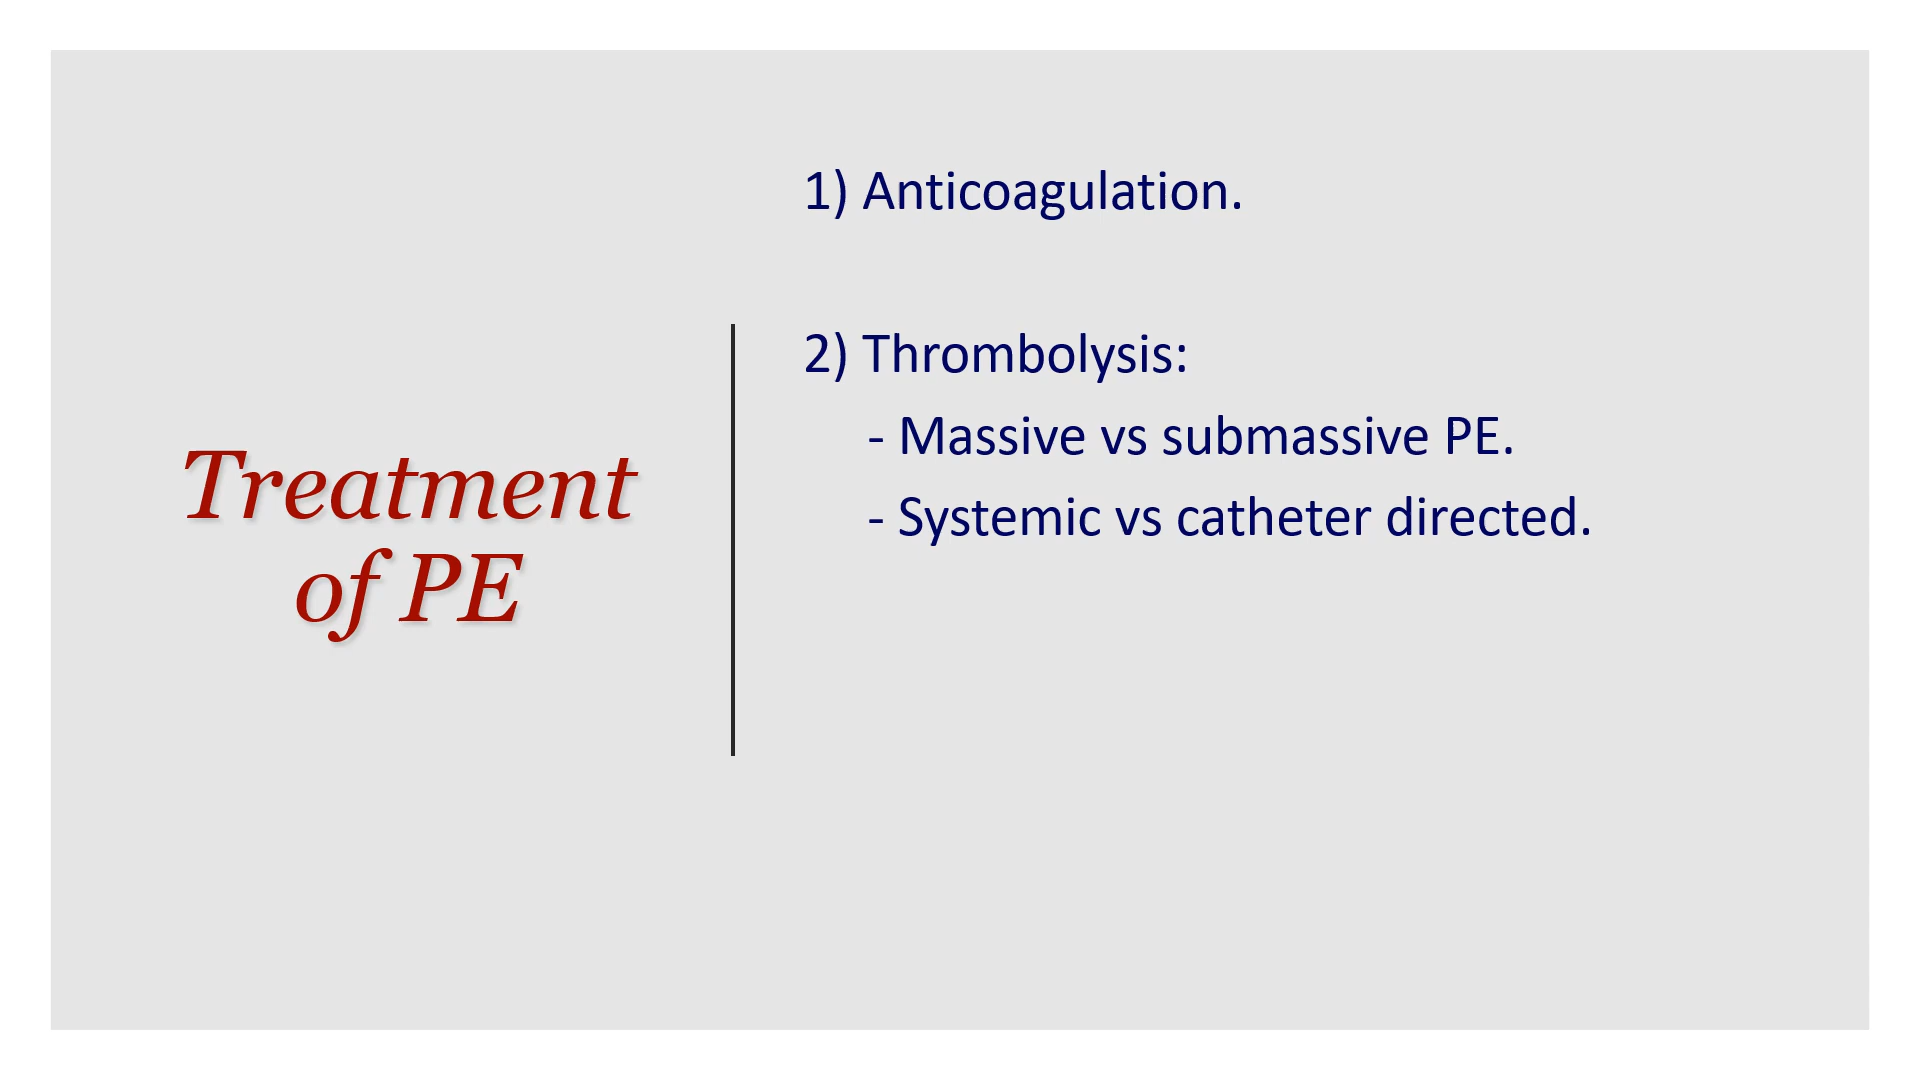 Treatment
of PE
1) Anticoagulation.
2) Thrombolysis:
- Massive vs submassive PE.
- Systemic vs catheter directed.